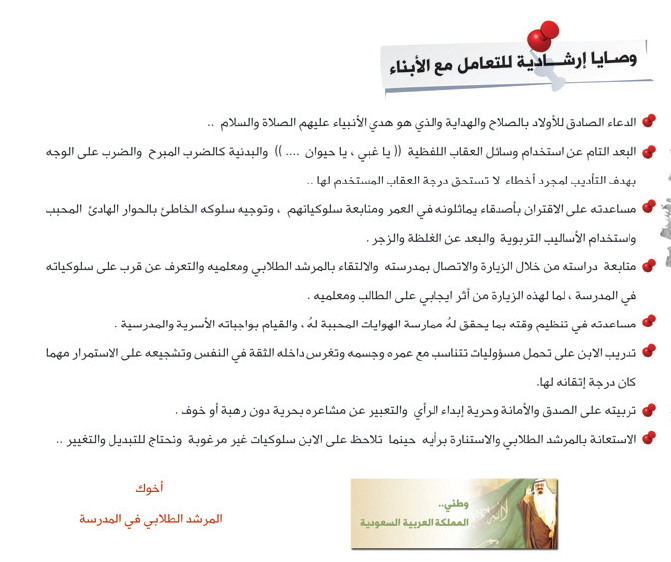 وصـايا إرشـــادية للتعامل مع الأبناء
الدعاء الصادق للأولاد بالصلاح والهداية والذي هو هدي الأنبياء عليهم الصلاة والسلام ..
البعد التام عن استخدام وسائل العقاب اللفظية (( يا غبي ، يا حيوان .... )) والبدنية كالضرب المبرح والضرب على الوجه
بهدف التأديب لمجرد أخطاء لا تستحق درجة العقاب المستخدم لها ..
مساعدته على الاقتران بأصدقاء يماثلونه في العمر ومتابعة سلوكياتهم ، وتوجيه سلوكه الخاطئ بالحوار الهادئ المحبب
واستخدام الأساليب التربوية والبعد عن الغلظة والزجر .
متابعة دراسته من خلال الزيارة والاتصال بمدرسته والالتقاء بالمرشد الطلابي ومعلميه والتعرف عن قرب على سلوكياته
في المدرسة ، لما لهذه الزيارة من أثر ايجابي على الطالب ومعلميه .
مساعدته في تنظيم وقته بما يحقق لهُ ممارسة الهوايات المحببة لهُ ، والقيام بواجباته الأسرية والمدرسية .
تدريب الابن على تحمل مسؤوليات تتناسب مع عمره وجسمه وتغرس داخله الثقة في النفس وتشجيعه على الاستمرار مهما
كان درجة إتقانه لها.
تربيته على الصدق والأمانة وحرية إبداء الرأي والتعبير عن مشاعره بحرية دون رهبة أو خوف .
الاستعانة بالمرشد الطلابي والاستنارة برأيه حينما تلاحظ على الابن سلوكيات غير مرغوبة ونحتاج للتبديل والتغيير ..
أخوك
المرشد الطلابي في المدرسة
وطني..
المملكة العربية السعودية